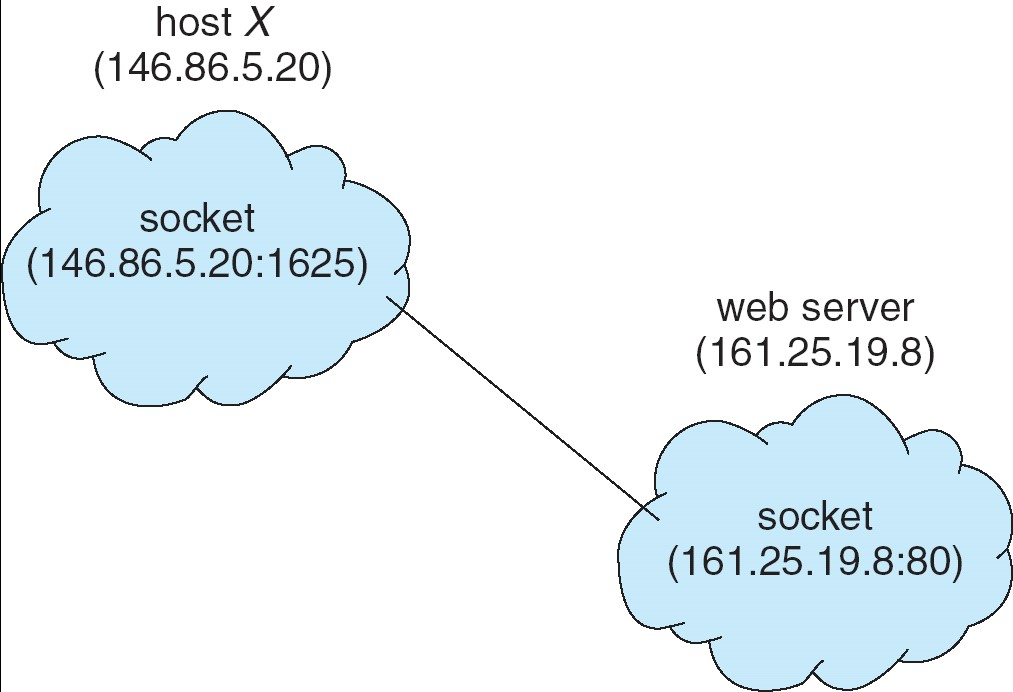 host X
(146.86.5.20)
socket
(146.86.5.20:1625)
web server
(161.25.19.8)
socket
(161.25.19.8:80)